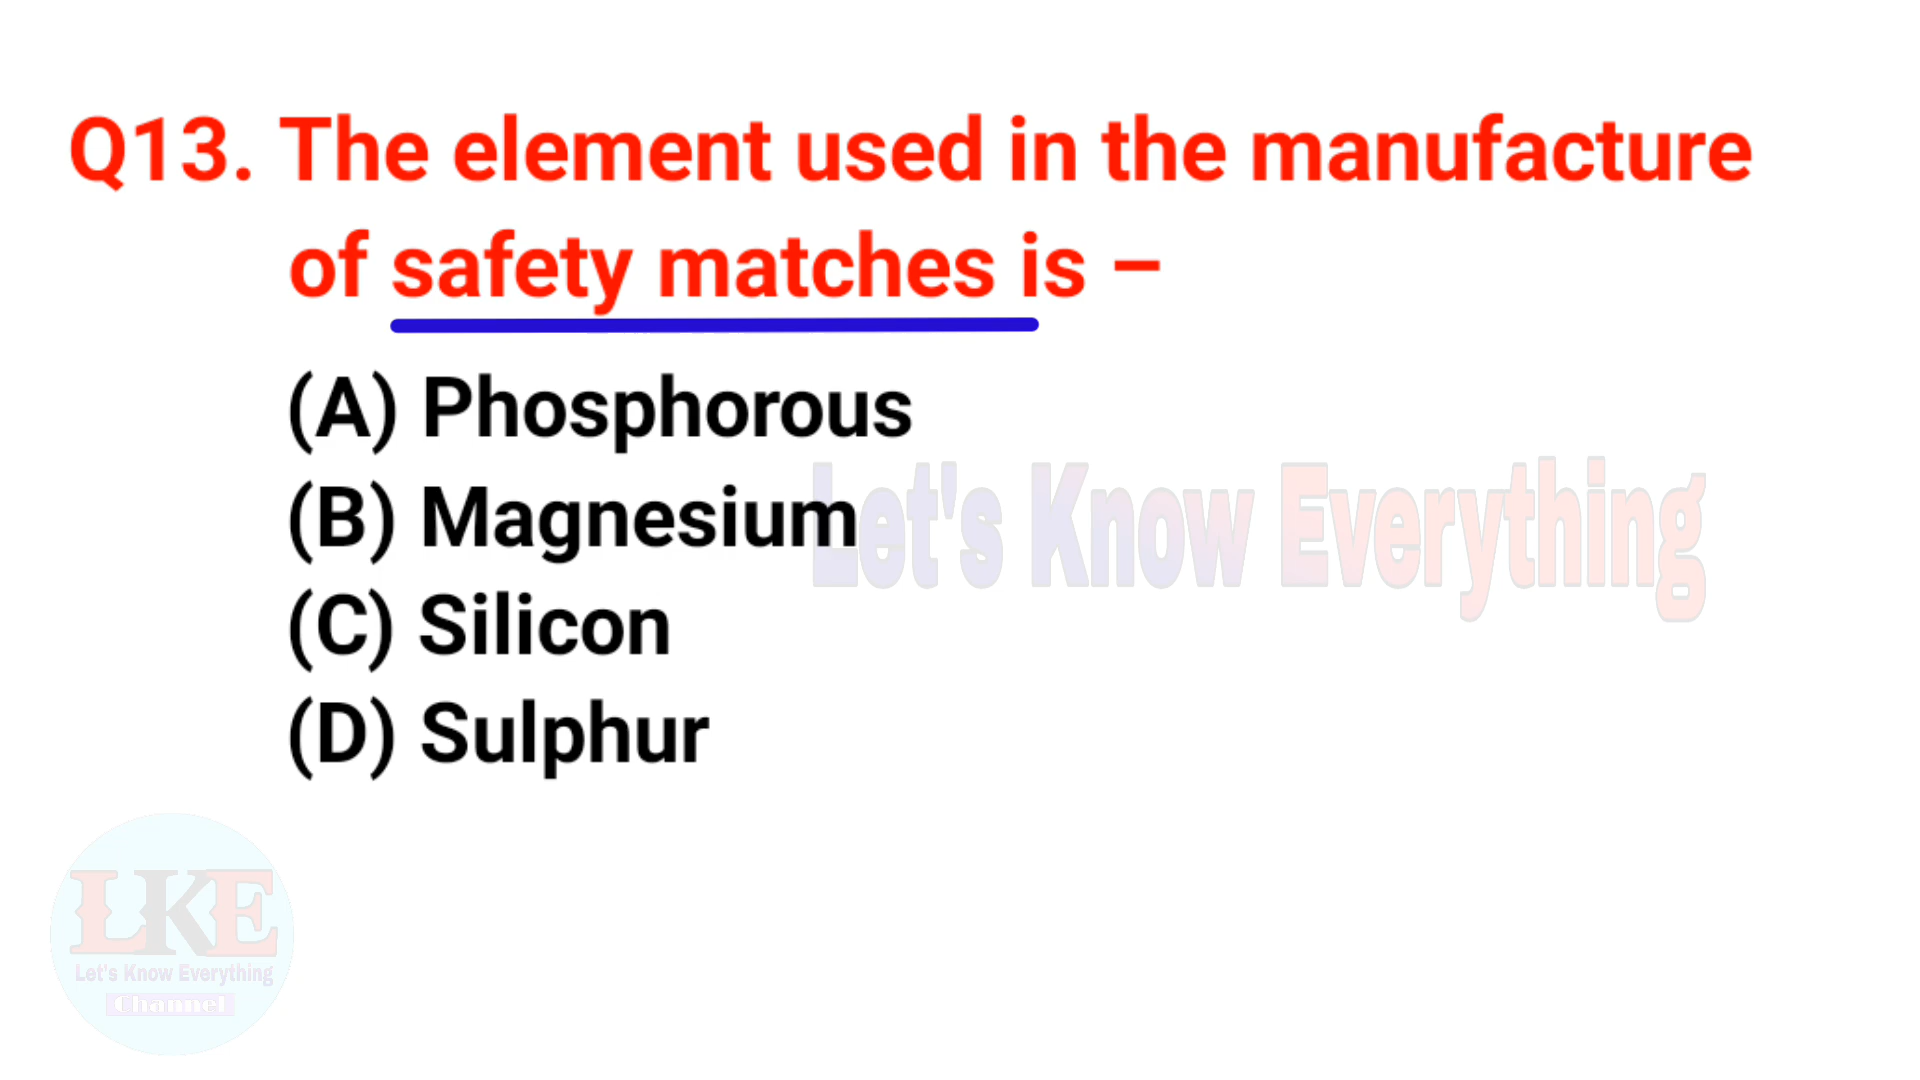 Q13. The element used in the manufacture
of safety matches is –
(A) Phosphorous
(B) Magnesium
Let's Know Everything
(C) Silicon
(D) Sulphur
LKE
Let's Know Everything
Channel